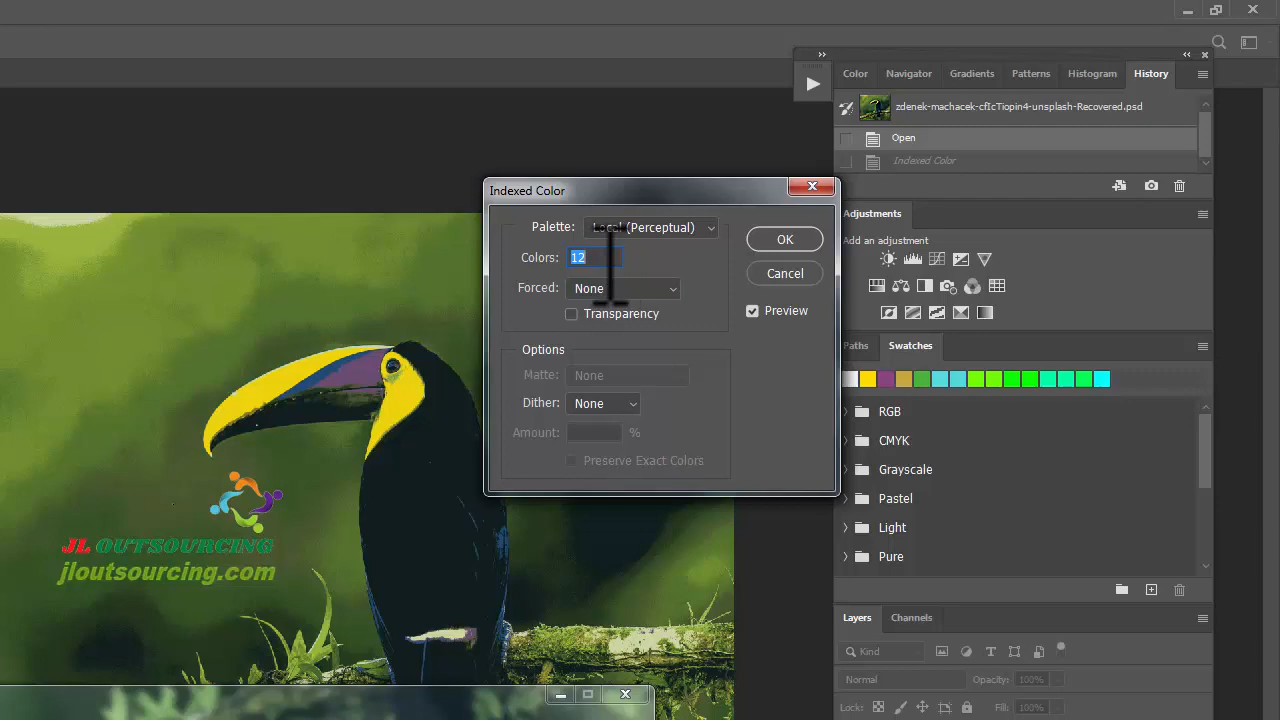 Color
Navigator
Gradients
Patterns
Histogram
History
zdenek-machacek-cfIcTiopin4-unsplash-Recovered.psd
Open
Indexed Color
Indexed Color
Palette:
Local (Perceptual)
OK
Colors:
12
Cancel
Forced:
None
Preview
Transparency
Options
Matte:
None
Dither:
None
Amount:
%
Preserve Exact Colors
Adjustments
Add an adjustment
Paths
Swatches
RGB
CMYK
Grayscale
Pastel
Light
Pure
Layers
Channels
Kind
Normal
Opacity:
100%
Lock:
Fill:
100%
JL OUTSOURCING
jloutsourcing.com